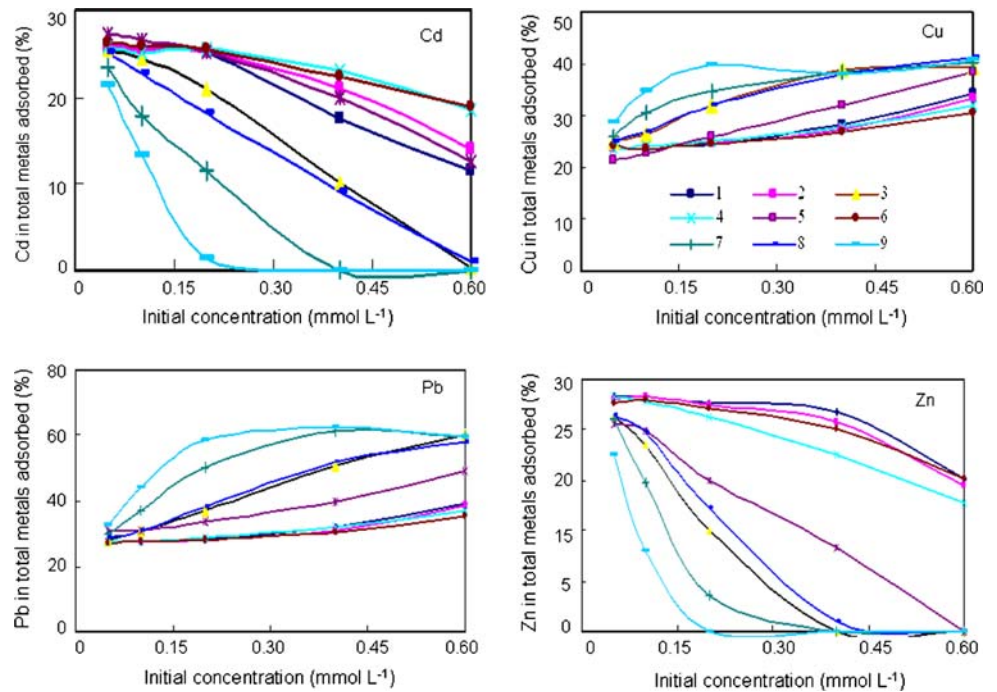 30
20
10
0
Cd in total metals adsorbed (%)
Cd
0 0.15 0.30 0.45 0.60
Initial concentration (mmol L-1)
50
40
30
20
10
0
Cu in total metals adsorbed (%)
Cu
1 2 3
4 5 6
7 8 9
0 0.15 0.30 0.45 0.60
Initial concentration (mmol L-1)
80
60
40
20
0
Pb in total metals adsorbed (%)
Pb
0 0.15 0.30 0.45 0.60
Initial concentration (mmol L-1)
30
25
20
15
5
0
Zn in total metals adsorbed (%)
Zn
0 0.15 0.30 0.45 0.60
Initial concentration (mmol L-1)